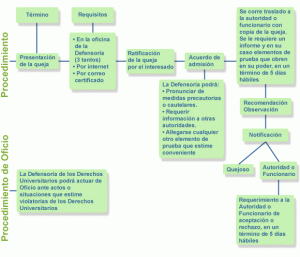 Procedimiento
Término
Requisitos
Presentación
de la queja
• En la oficina
de la
Defensoría
(3 tantos)
• Por internet
• Por correo
certificado
Ratificación
de la queja
por el interesado
Acuerdo de
admisión
Se corre traslado a
la autoridad o
funcionario con
copia de la queja.
Se le requiere un
informe y en su
caso elementos de
prueba que obren
en su poder, en un
término de 5 días
hábiles
La Defensoría podrá:
• Pronunciar de
medidas precautorias
o cautelares.
• Requerir
información a otras
autoridades.
• Allegarse cualquier
otro elemento de
prueba que estime
conveniente
Recomendación
Observación
Notificación
Quejoso
Autoridad o
Funcionario
Requerimiento a la
Autoridad o
Funcionario de
aceptación o
rechazo, en un
término de 5 días
hábiles
Procedimiento de Oficio
La Defensoría de los Derechos
Universitarios podrá actuar de
Oficio ante actos o
situaciones que estime
violatorias de los Derechos
Universitarios